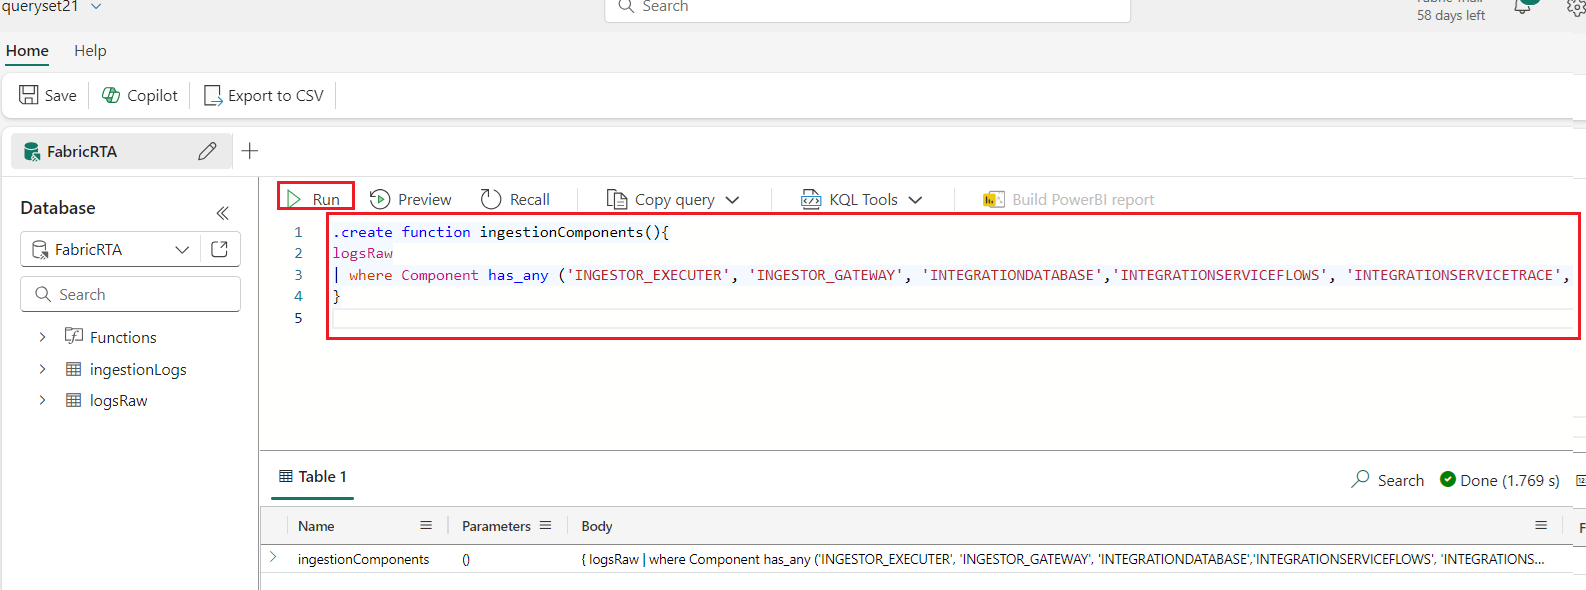 queryset21
Search
58 days left
Home Help
Save Copilot Export to CSV
FabricRTA
Database
FabricRTA
Search
Functions
ingestionLogs
logsRaw
Run Preview Recall Copy query KQL Tools Build PowerBI report
1 .create function ingestionComponents(){
2 logsRaw
3 | where Component has_any ('INGESTOR_EXECUTER', 'INGESTOR_GATEWAY', 'INTEGRATIONDATABASE','INTEGRATIONSERVICEFLOWS', 'INTEGRATIONSERVICETRACE',
4 }
5
Table 1
Search Done (1.769 s)
Name Parameters Body F
ingestionComponents () { logsRaw | where Component has_any ('INGESTOR_EXECUTER', 'INGESTOR_GATEWAY', 'INTEGRATIONDATABASE','INTEGRATIONSERVICEFLOWS', 'INTEGRATIONS...